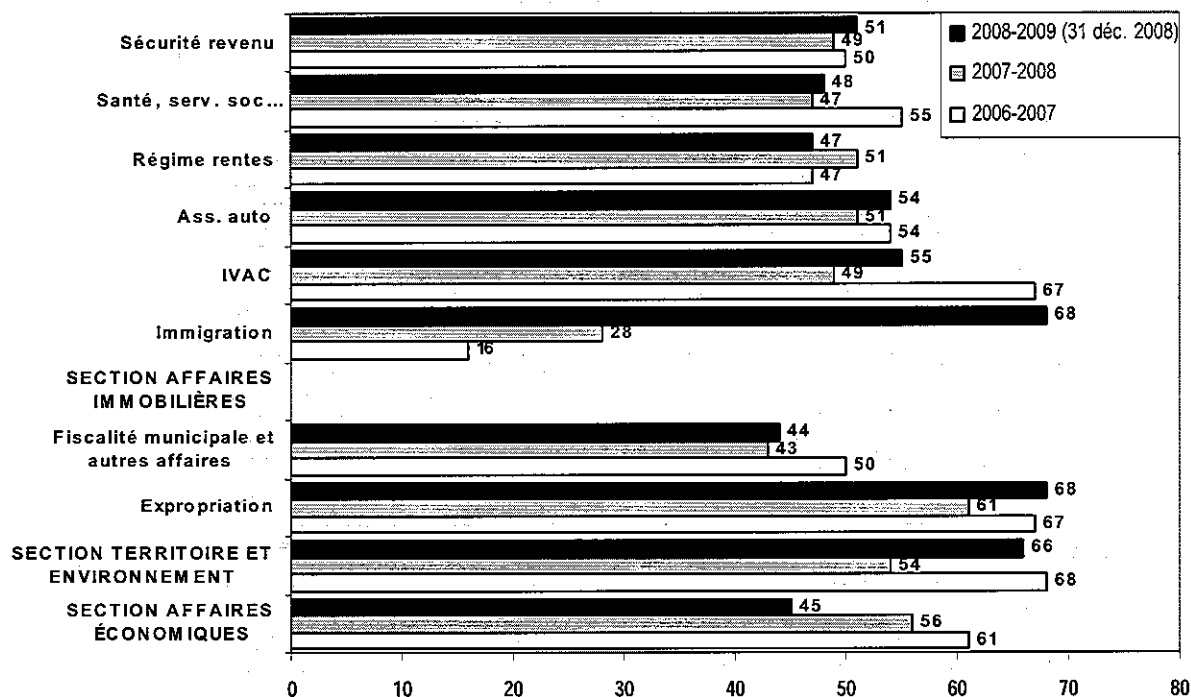 2008-2009 (31 déc. 2008)
2007-2008
2006-2007
Sécurité revenu
51
49
50
Santé, serv. soc...
48
47
55
Régime rentes
47
51
47
Ass. auto
54
51
54
IVAC
55
49
67
Immigration
68
28
16
SECTION AFFAIRES
IMMOBILIÈRES
Fiscalité municipale et
autres affaires
44
43
50
Expropriation
68
61
67
SECTION TERRITOIRE ET
ENVIRONNEMENT
66
54
68
SECTION AFFAIRES
ÉCONOMIQUES
45
56
61
0 10 20 30 40 50 60 70 80